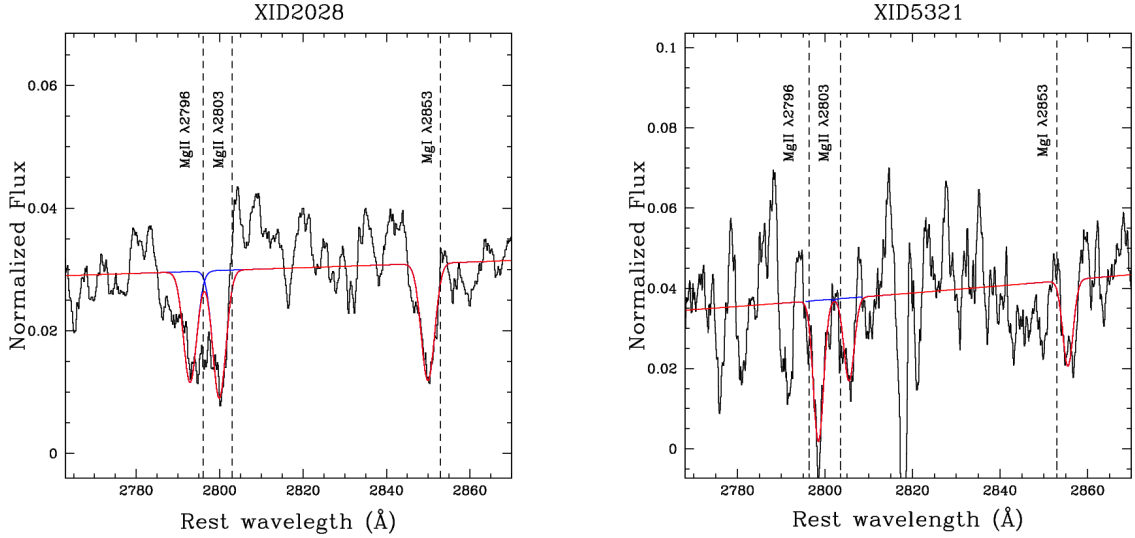 XID2028
Normalized Flux
0.06
0.04
0.02
0
MgII λ2796
MgII λ2803
MgI λ2853
2780
2800
2820
2840
2860
Rest wavelegth (Å)
XID5321
Normalized Flux
0.1
0.08
0.06
0.04
0.02
0
MgII λ2796
MgII λ2803
MgI λ2853
2780
2800
2820
2840
2860
Rest wavelength (Å)